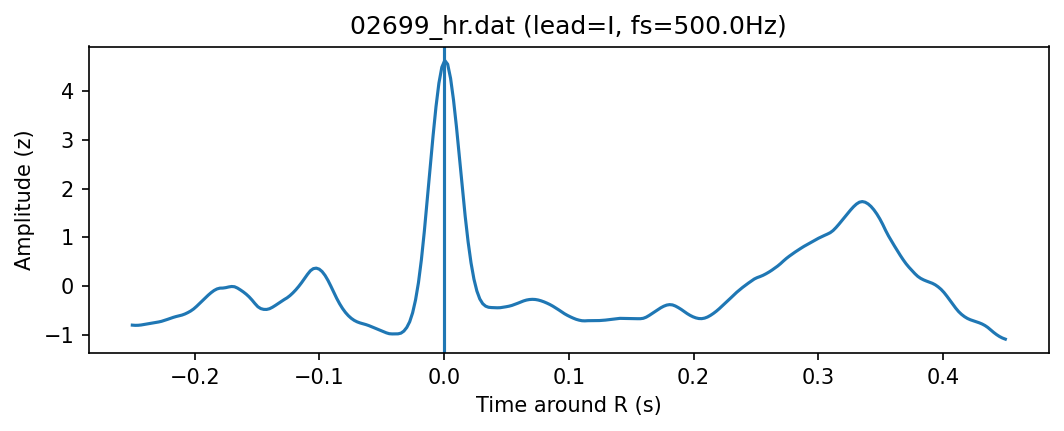 02699_hr.dat (lead=I, fs=500.0Hz)
Amplitude (z)
4
3
2
1
0
−1
−0.2 −0.1 0.0 0.1 0.2 0.3 0.4
Time around R (s)